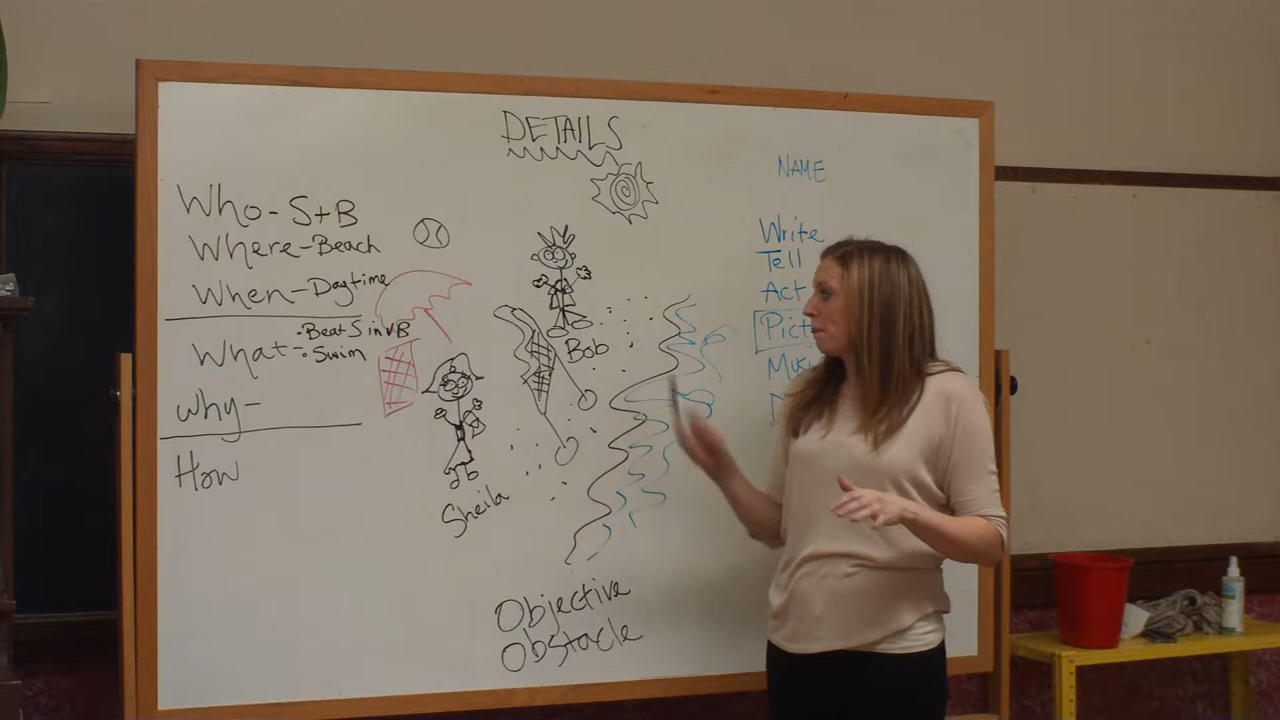 DETAILS
Who - S+B
Where - Beach
When - Daytime
What -
• Beat S in VB
• Swim
Why -
How
Bob
Sheila
Objective
Obstacle
NAME
Write
Tell
Act